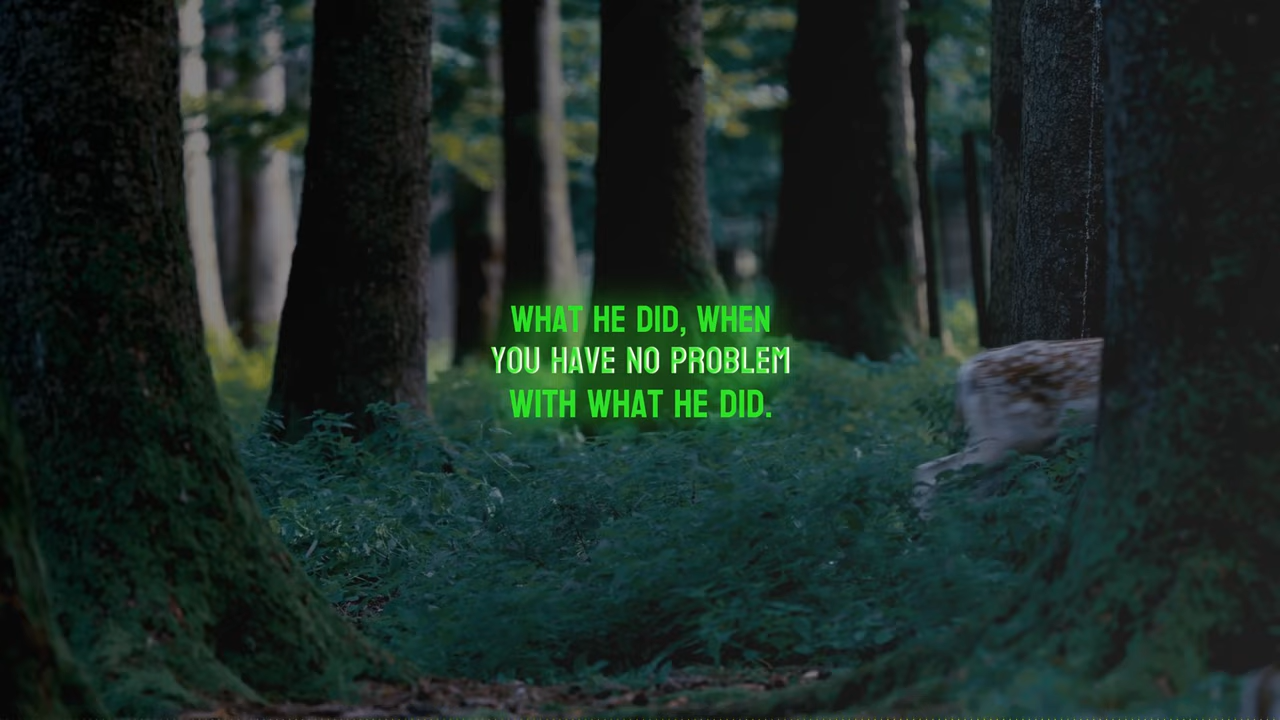 WHAT HE DID, WHEN
YOU HAVE NO PROBLEM
WITH WHAT HE DID.